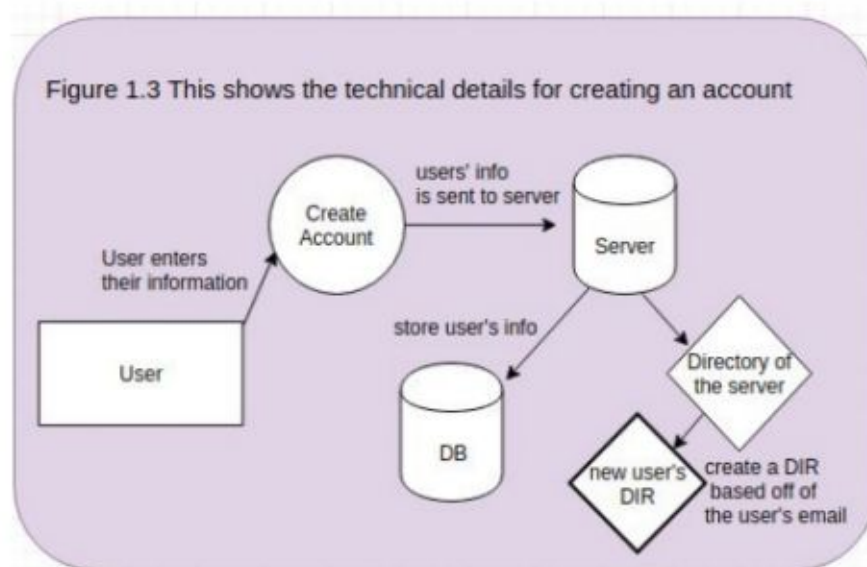 Figure 1.3 This shows the technical details for creating an account
users' info
is sent to server
Create
Account
Server
User enters
their information
store user's info
User
Directory of
the server
DB
new user's
DIR
create a DIR
based off of
the user's email